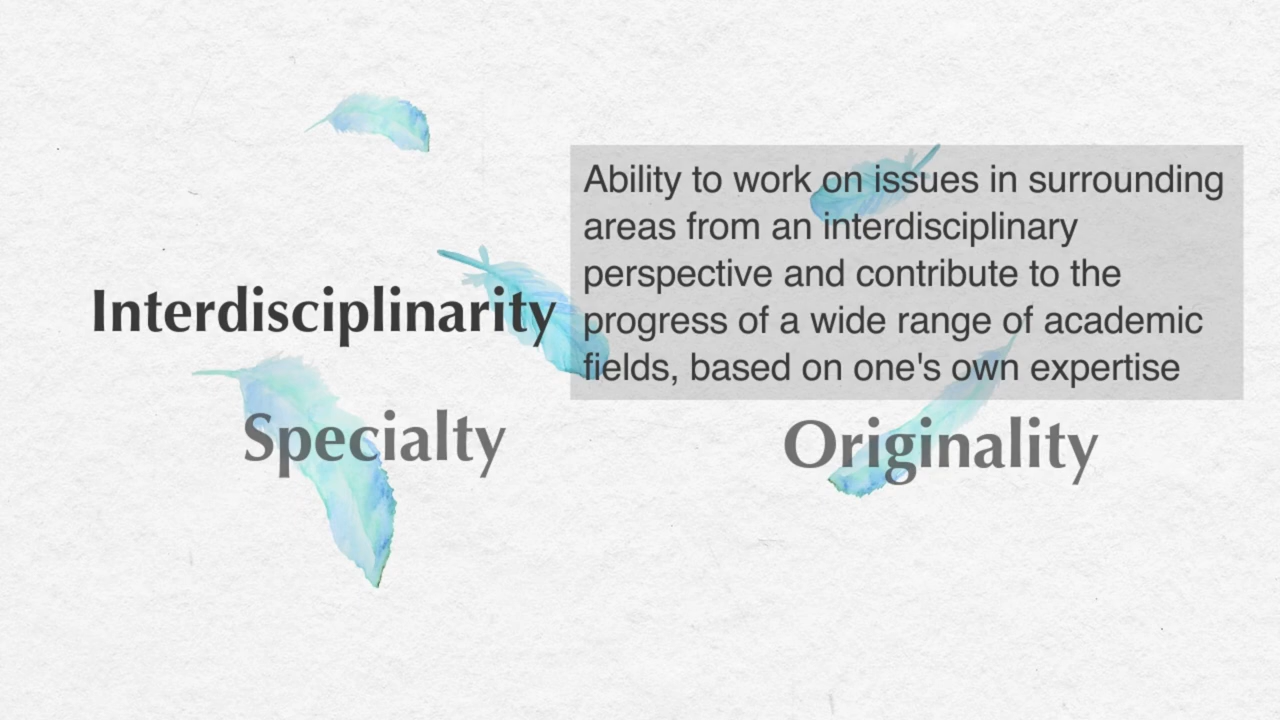 Ability to work on issues in surrounding
areas from an interdisciplinary
perspective and contribute to the
progress of a wide range of academic
fields, based on one's own expertise
Interdisciplinarity
Specialty
Originality